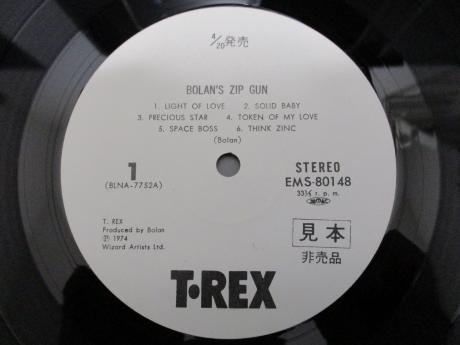 4/20発売
BOLAN'S ZIP GUN
1. LIGHT OF LOVE  2. SOLID BABY
3. PRECIOUS STAR  4. TOKEN OF MY LOVE
5. SPACE BOSS  6. THINK ZINC
(Bolan)
1
(BLNA-7752A)
STEREO
EMS-80148
33⅓ r. p. m.
T. REX
Produced by Bolan
Ⓟ 1974
Wizard Artists Ltd.
見本
非売品
T•REX